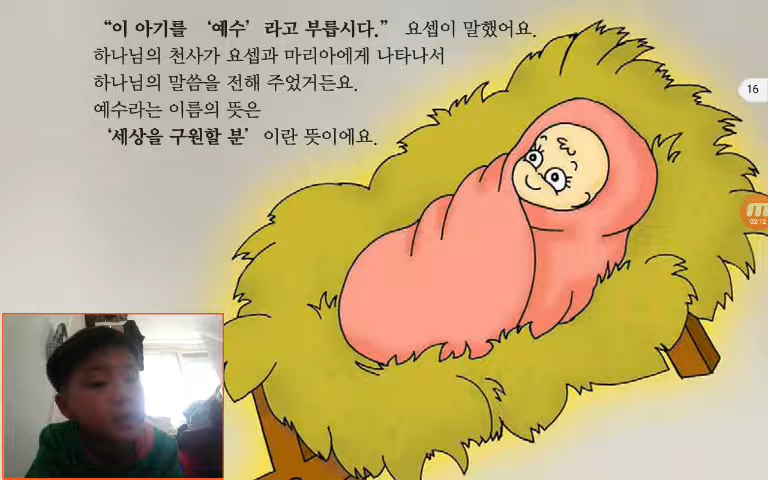 “이 아기를 ‘예수’ 라고 부릅시다.” 요셉이 말했어요.
하나님의 천사가 요셉과 마리아에게 나타나서
하나님의 말씀을 전해 주었거든요.
예수라는 이름의 뜻은
‘세상을 구원할 분’ 이란 뜻이에요.
16
02:12